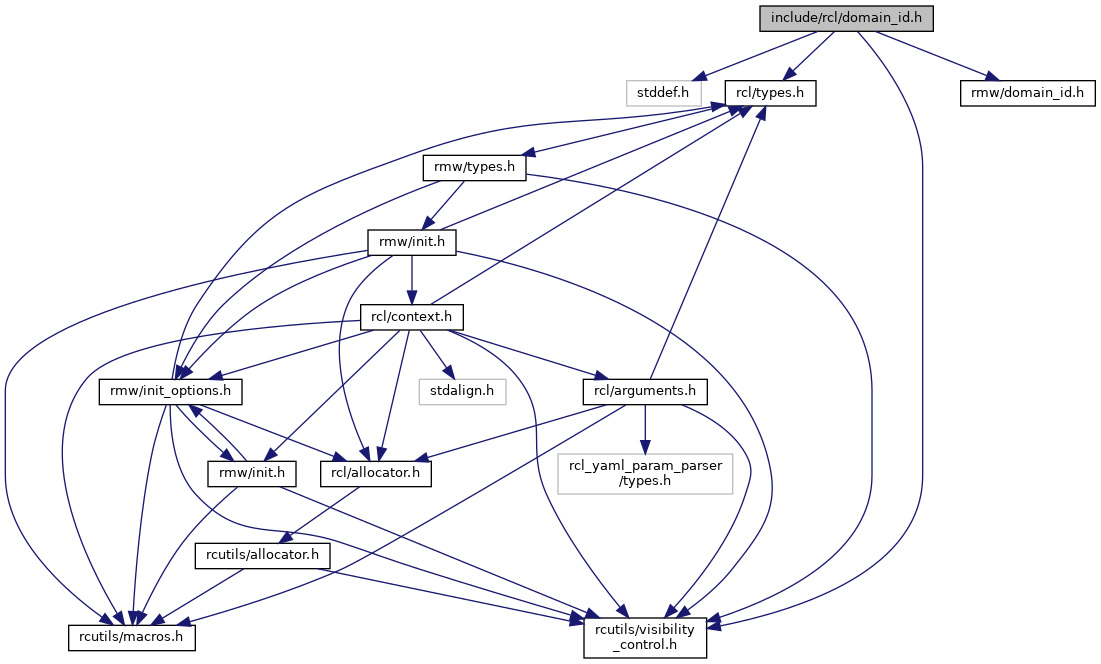 include/rcl/domain_id.h
stddef.h
rcl/types.h
rmw/domain_id.h
rmw/types.h
rmw/init.h
rcl/context.h
rmw/init_options.h
stdalign.h
rcl/arguments.h
rmw/init.h
rcl/allocator.h
rcl_yaml_param_parser
/types.h
rcutils/allocator.h
rcutils/macros.h
rcutils/visibility
_control.h